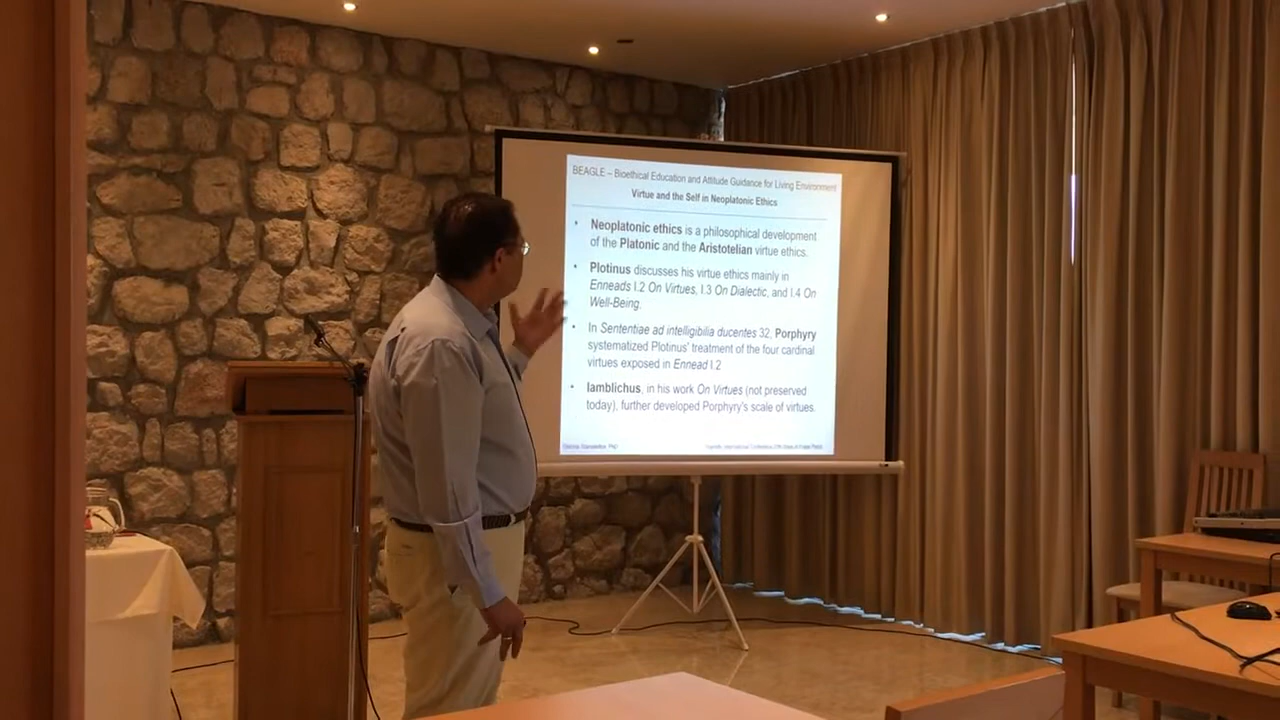 BEAGLE – Bioethical Education and Attitude Guidance for Living Environment
Virtue and the Self in Neoplatonic Ethics
• Neoplatonic ethics is a philosophical development
of the Platonic and the Aristotelian virtue ethics.
• Plotinus discusses his virtue ethics mainly in
Enneads I.2 On Virtues, I.3 On Dialectic, and I.4 On
Well-Being.
• In Sententiae ad intelligibilia ducentes 32, Porphyry
systematized Plotinus' treatment of the four cardinal
virtues exposed in Ennead I.2
• Iamblichus, in his work On Virtues (not preserved
today), further developed Porphyry's scale of virtues.
PhD
International Conference